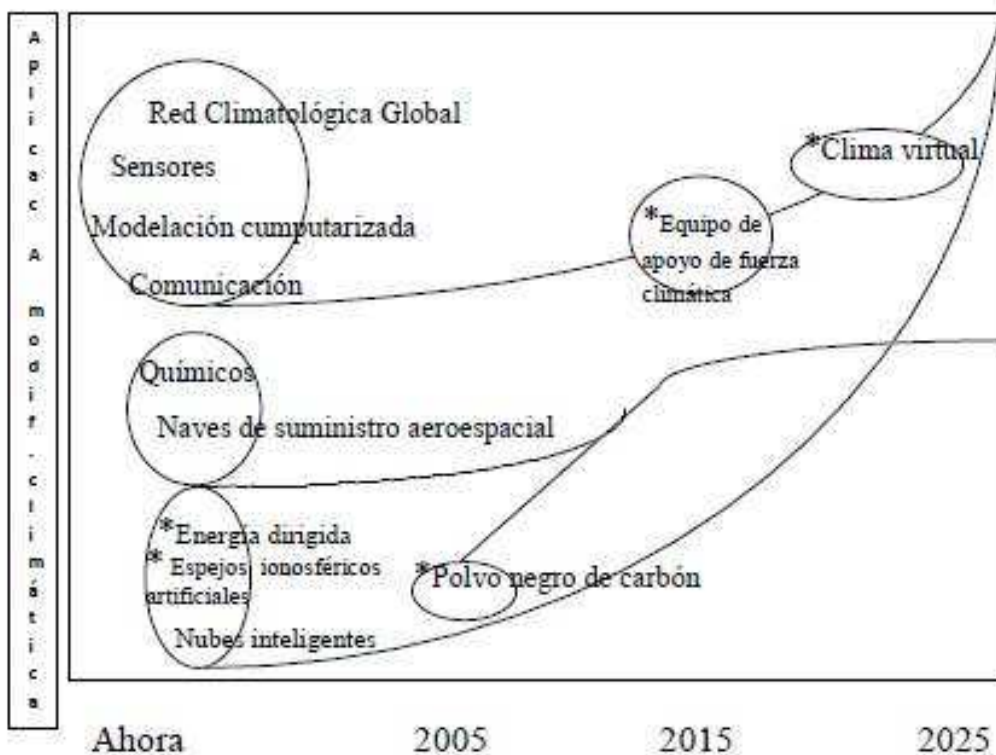 Aplicac A modif.climática
Red Climatológica Global
Sensores
Modelación cumputarizada
Comunicación
*Clima virtual
*Equipo de
apoyo de fuerza
climática
Químicos
Naves de suministro aeroespacial
*Energía dirigida
* Espejos ionosféricos
artificiales
Nubes inteligentes
*Polvo negro de carbón
Ahora 2005 2015 2025